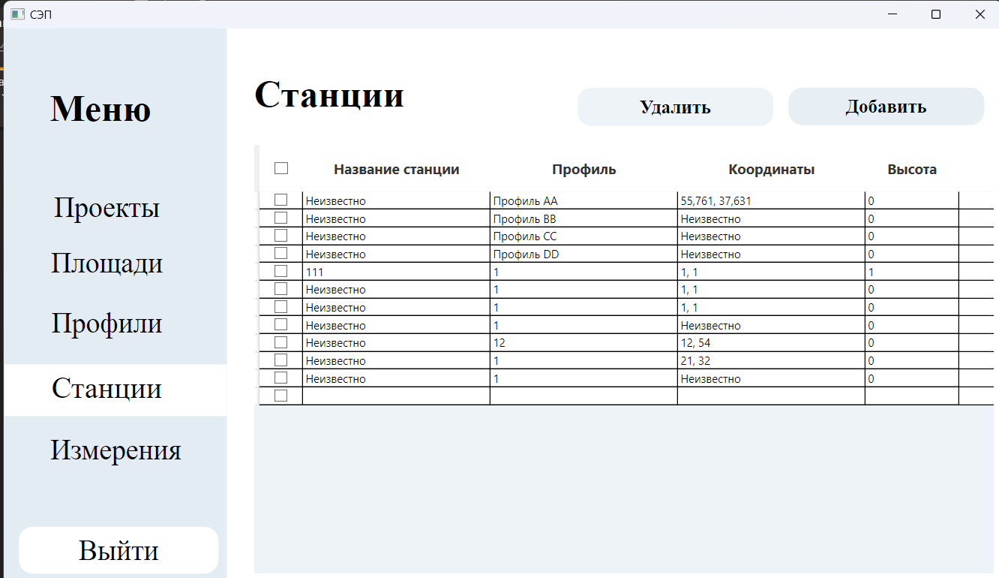 СЭП
Меню
Проекты
Площади
Профили
Станции
Измерения
Выйти
Станции
Удалить
Добавить
Название станции Профиль Координаты Высота
Неизвестно Профиль AA 55,761, 37,631 0
Неизвестно Профиль BB Неизвестно 0
Неизвестно Профиль CC Неизвестно 0
Неизвестно Профиль DD Неизвестно 0
111 1 1, 1 1
Неизвестно 1 1, 1 0
Неизвестно 1 1, 1 0
Неизвестно 1 Неизвестно 0
Неизвестно 12 12, 54 0
Неизвестно 1 21, 32 0
Неизвестно 1 Неизвестно 0